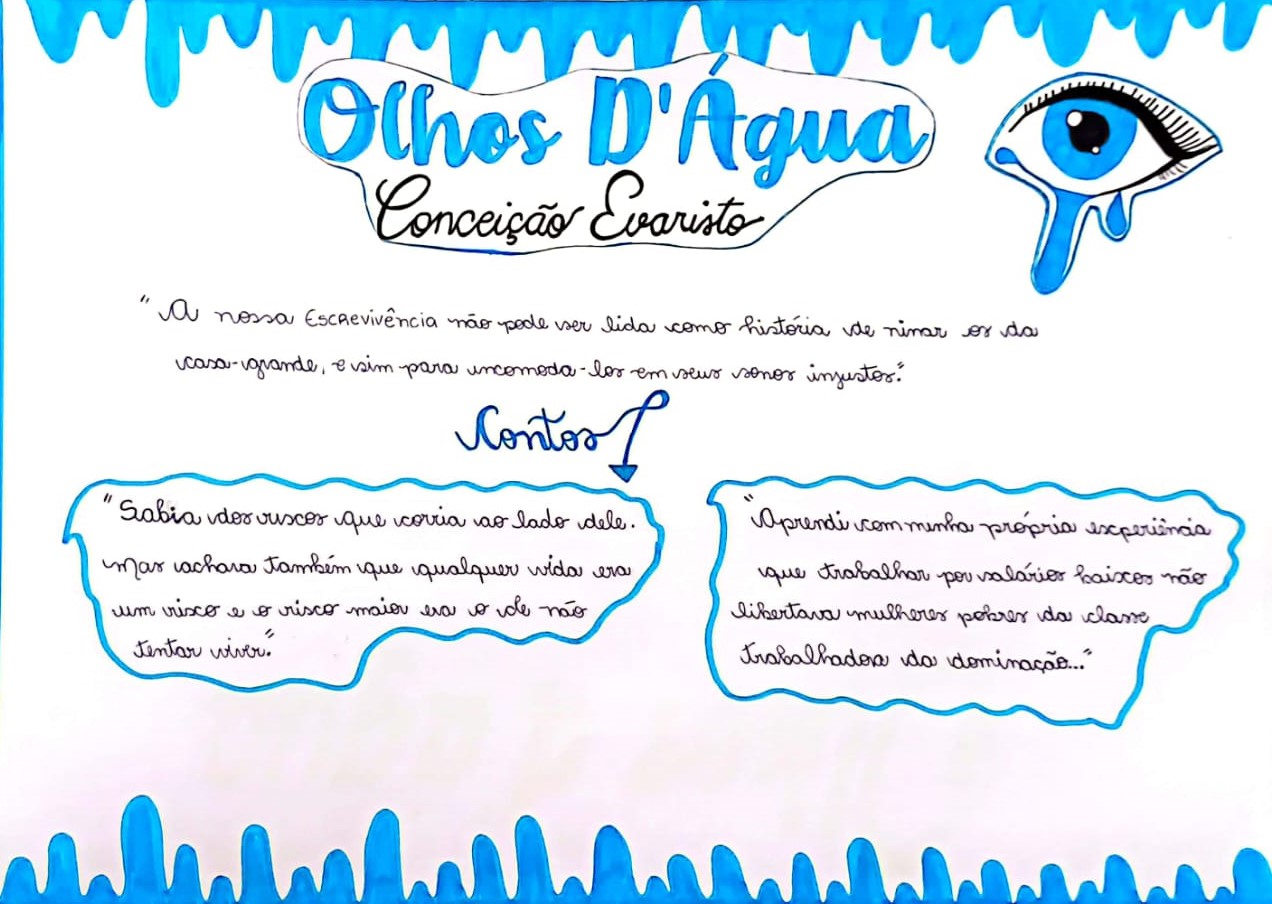 Olhos D'Água
Conceição Evaristo
"A nossa Escrevivência não pode ser lida como história de ninar os da
casa-grande, e sim para incomoda-los em seus sonos injustos."
Contos
"Sabia dos riscos que corria ao lado dele.
Mas achava também que qualquer vida era
um risco e o risco maior era o de não
tentar viver."
"Aprendi com minha própria experiência
que trabalhar por salários baixos não
libertava mulheres pobres da classe
trabalhadora da dominação..."